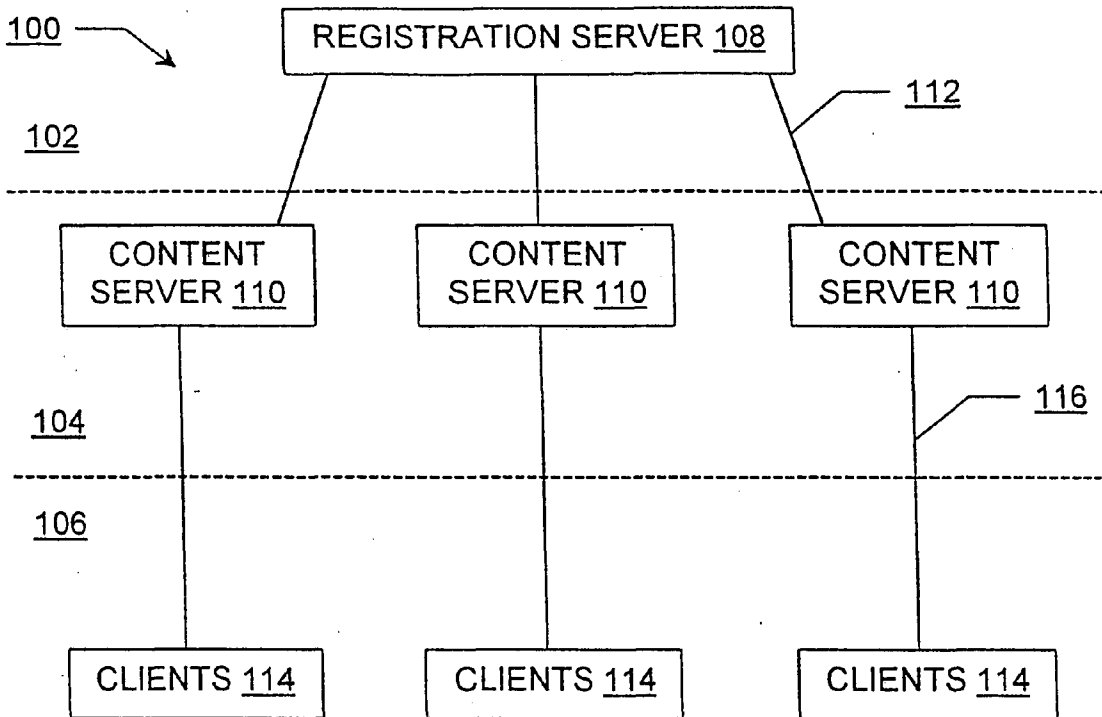 100
REGISTRATION SERVER 108
112
102
CONTENT
SERVER 110
CONTENT
SERVER 110
CONTENT
SERVER 110
116
104
106
CLIENTS 114
CLIENTS 114
CLIENTS 114